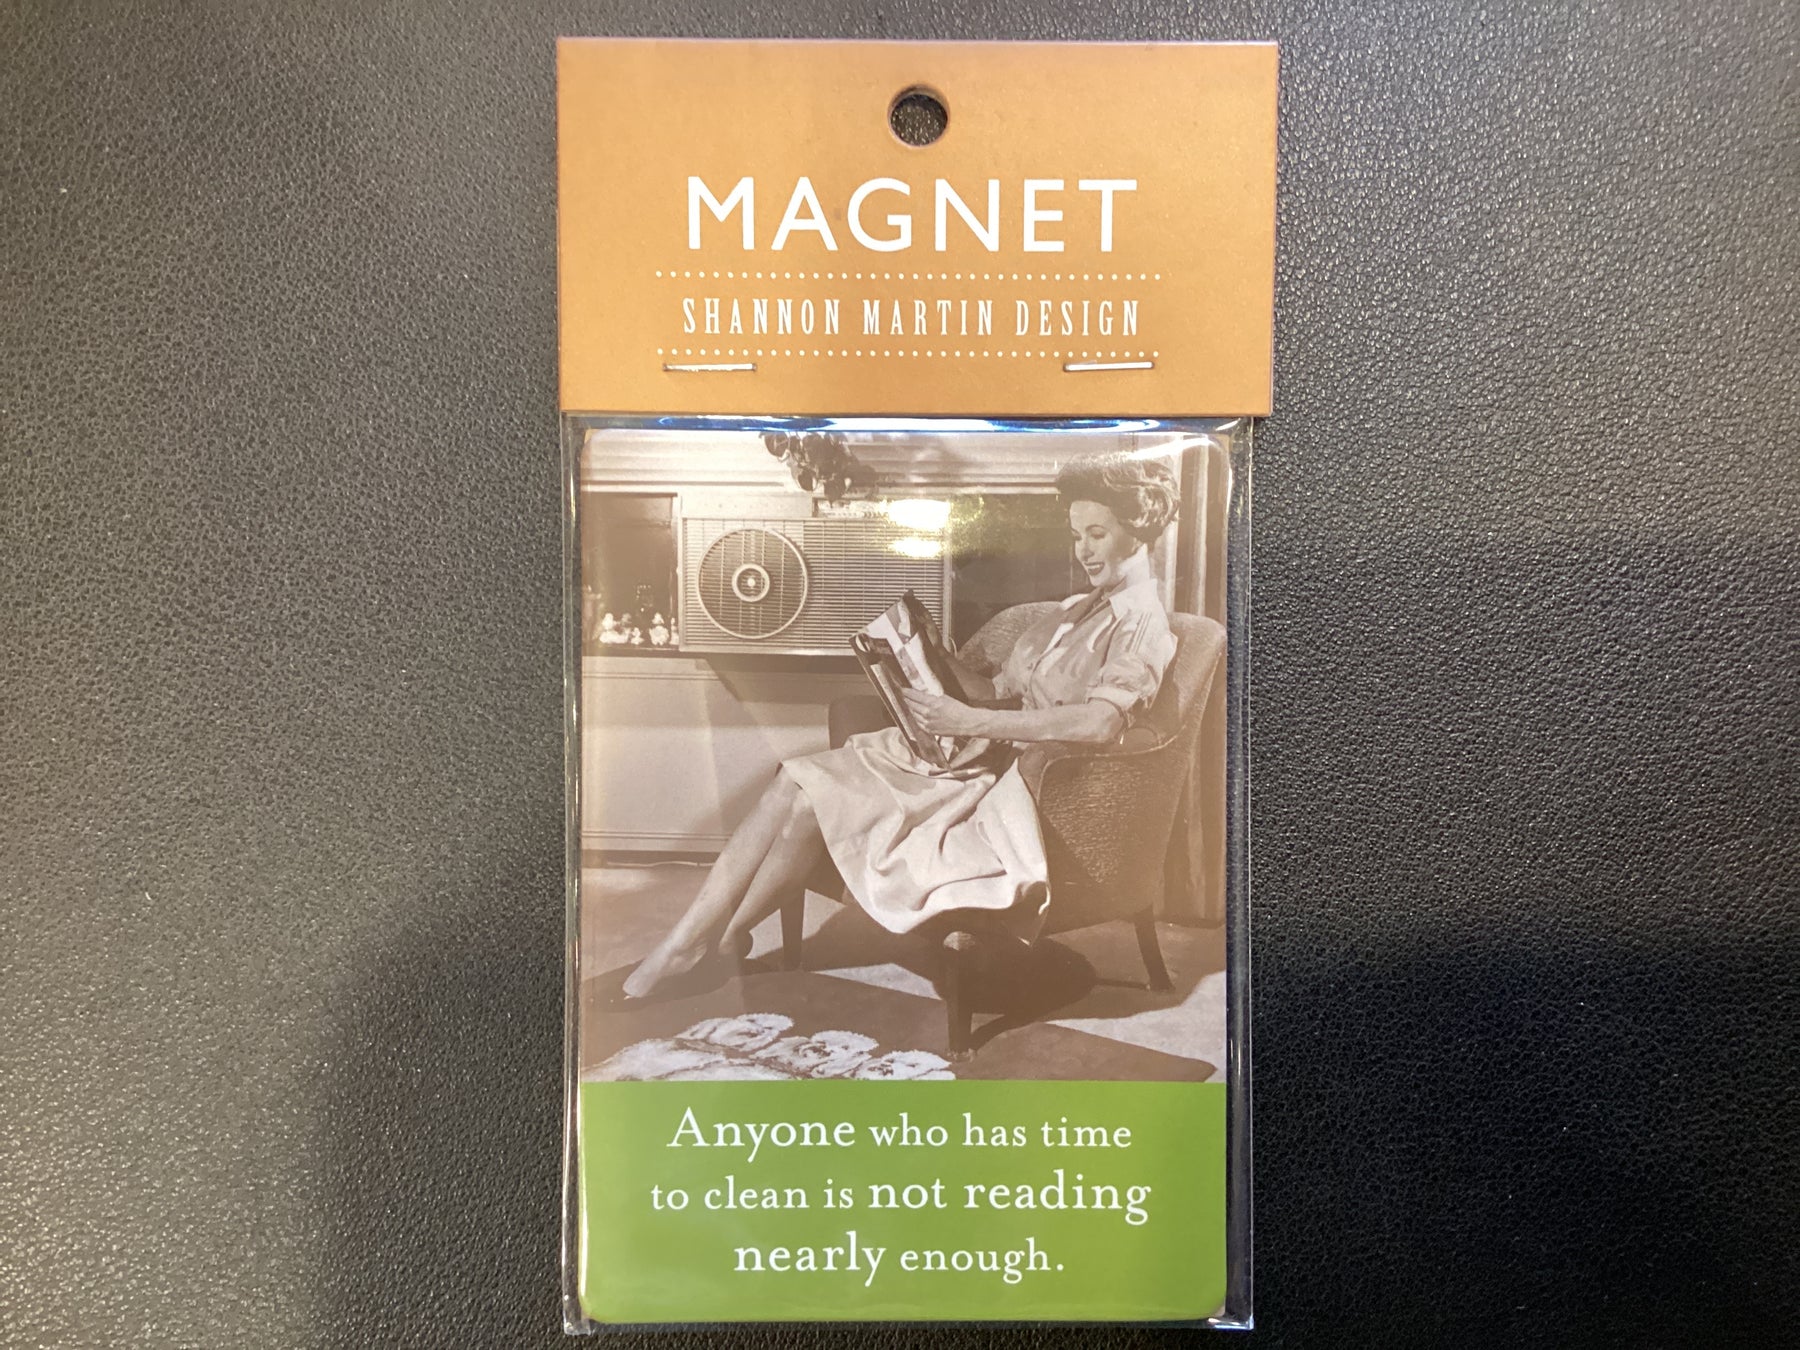 MAGNET
SHANNON MARTIN DESIGN
Anyone who has time
to clean is not reading
nearly enough.